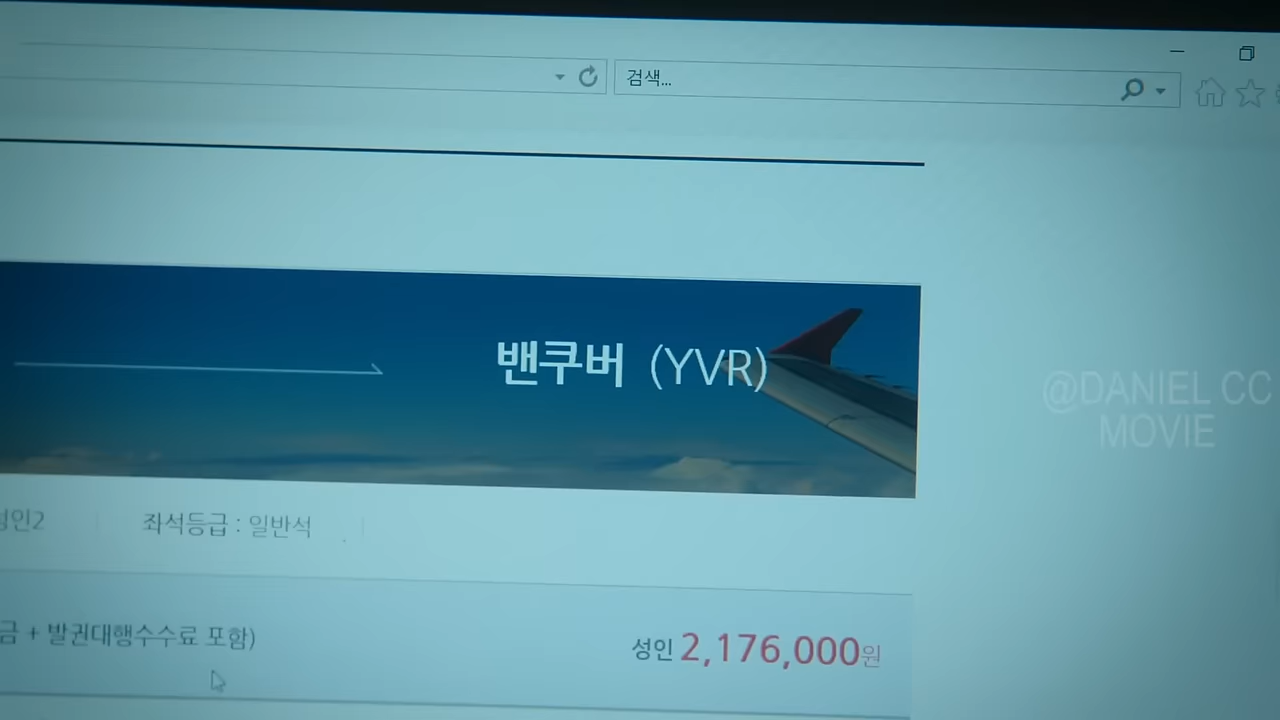 검색...
밴쿠버 (YVR)
@DANIEL CC
MOVIE
성인2 좌석등급 : 일반석
금 + 발권대행수수료 포함) 성인 2,176,000원